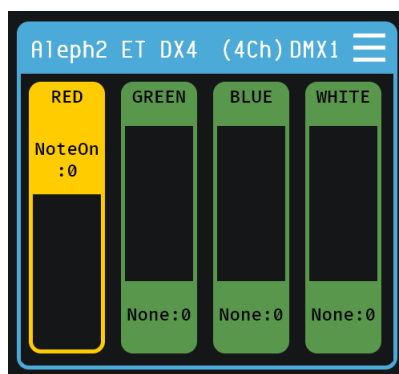 Aleph2 ET DX4 (4Ch) DMX1
RED GREEN BLUE WHITE
NoteOn
:0
None:0 None:0 None:0